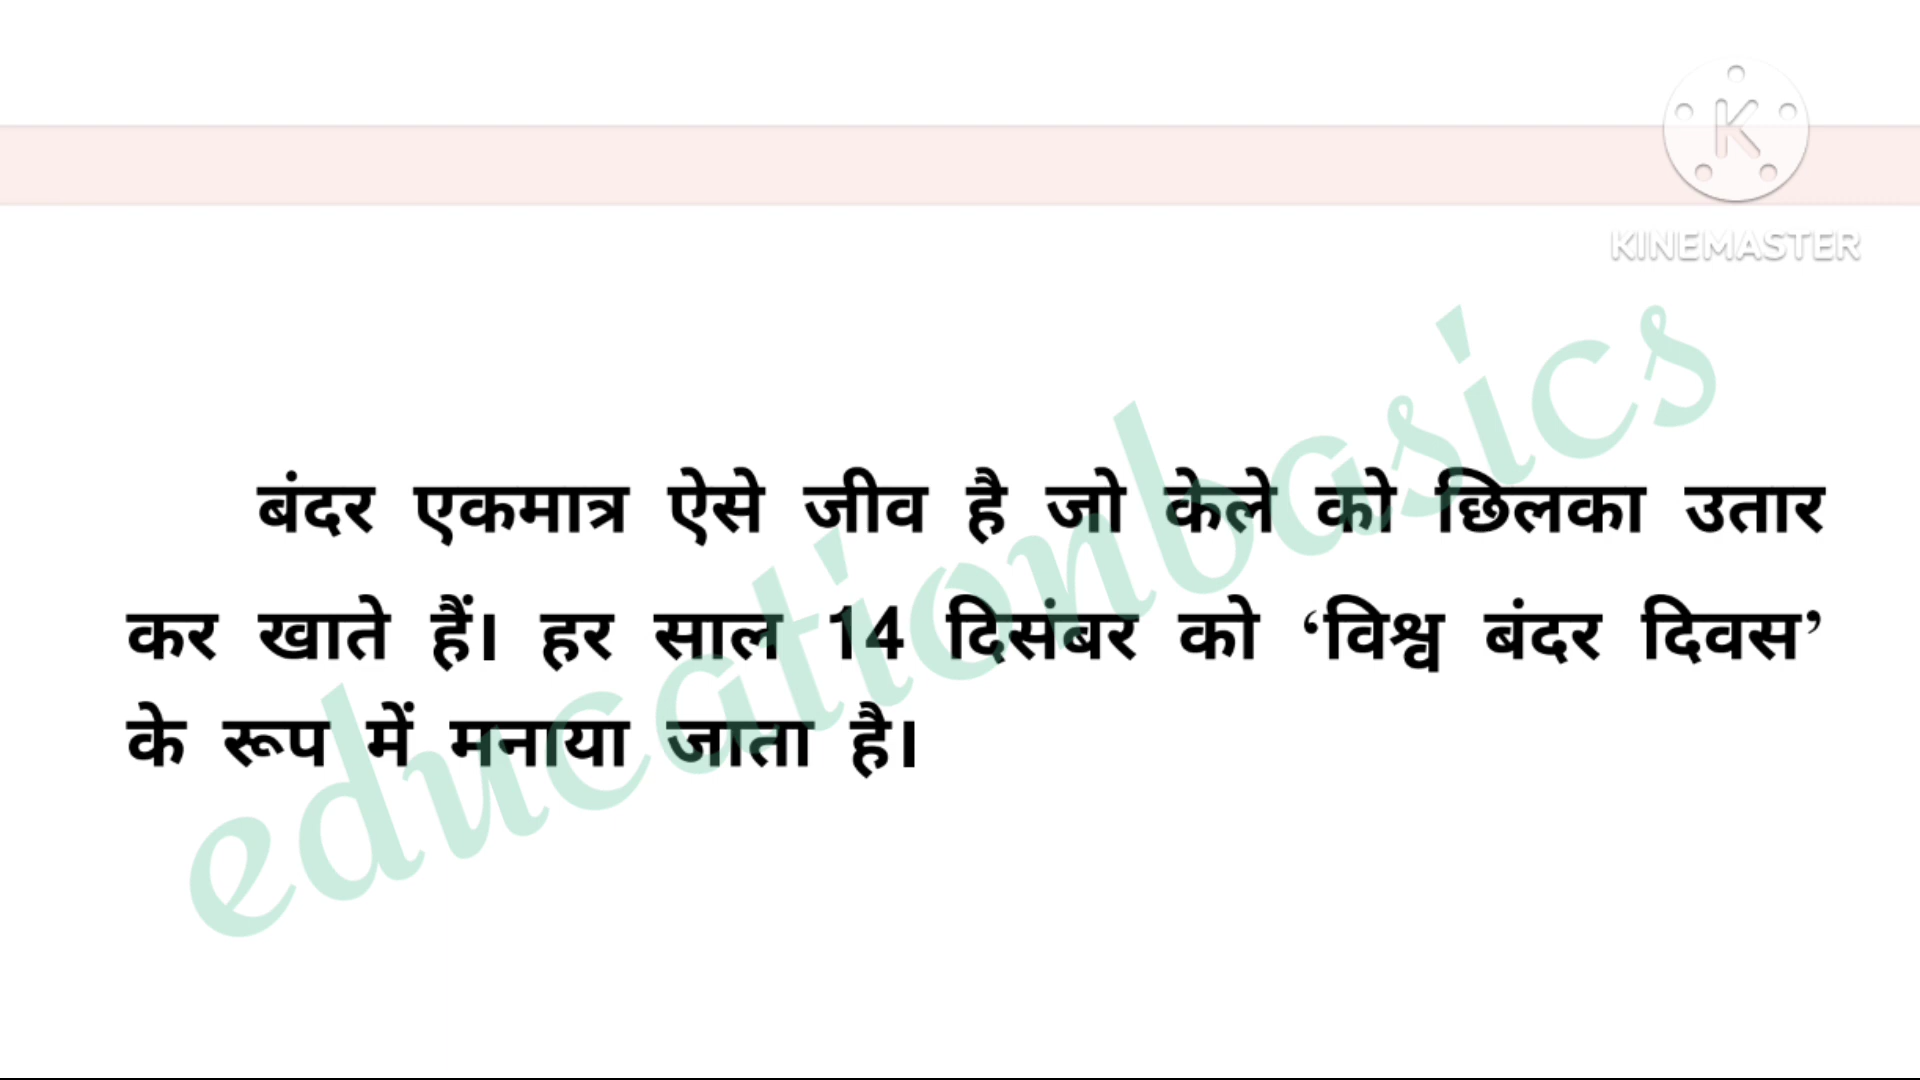 KINEMASTER
बंदर एकमात्र ऐसे जीव है जो केले को छिलका उतार
कर खाते हैं। हर साल 14 दिसंबर को ‘विश्व बंदर दिवस’
के रूप में मनाया जाता है।
educationbasics